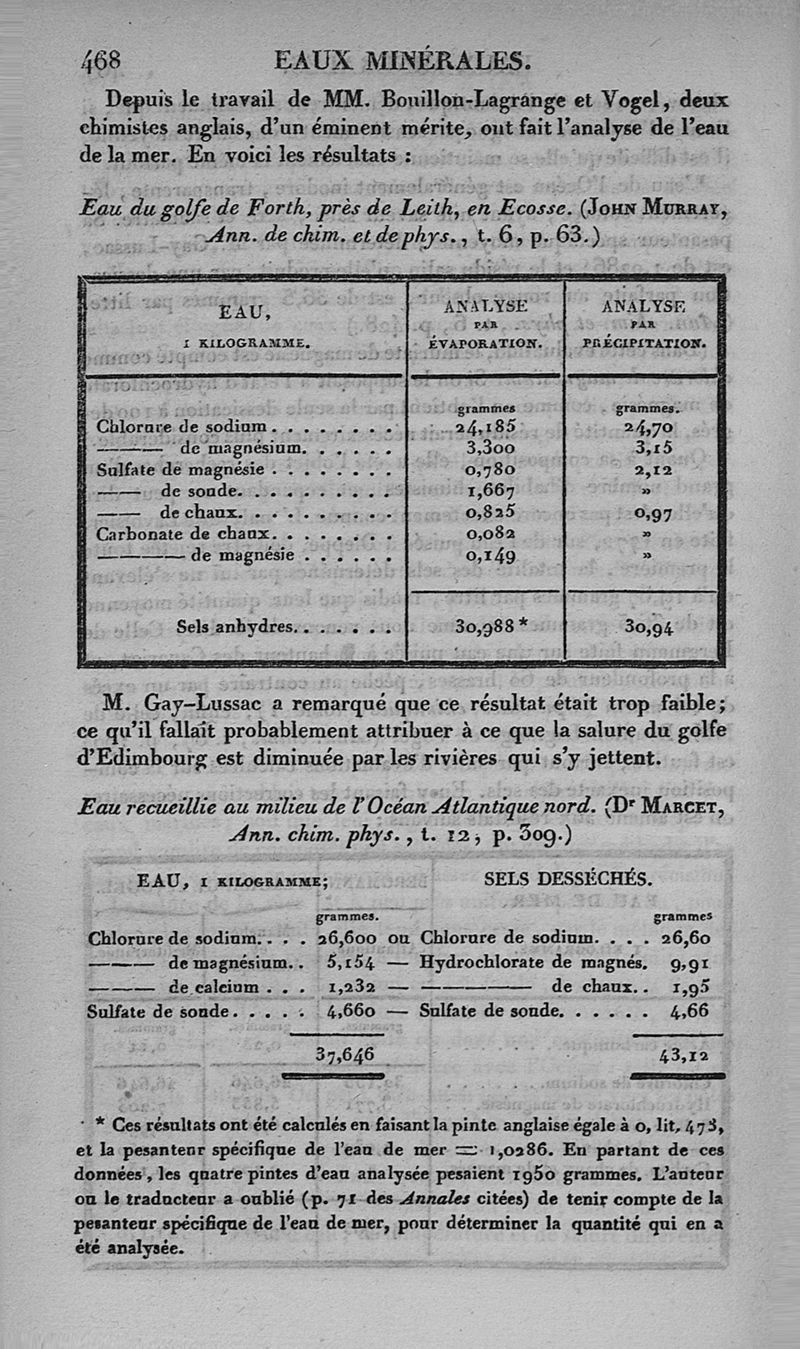 468 EAUX MINÉRALES.
Depuis le travail de MM. Bouillon-Lagrange et Vogel, deux
chimistes anglais, d'un éminent mérite, ont fait l'analyse de l'eau
de la mer. En voici les résultats :
Eau du golfe de Forth, près de Leith, en Ecosse. (JOHN MURRAY,
Ann. de chim. et de phys., t. 6, p. 63.)
EAU, ANALYSE ANALYSE
PAR PAR
1 KILOGRAMME. ÉVAPORATION. PRÉCIPITATION.
grammes grammes.
Chlorure de sodium. . . . . . . . 24,185 24,70
——— de magnésium. . . . . . 3,300 3,15
Sulfate de magnésie . . . . . . . . 0,780 2,12
—— de soude. . . . . . . . . . 1,667 »
—— de chaux. . . . . . . . . . 0,825 0,97
Carbonate de chaux. . . . . . . . 0,082 »
———— de magnésie . . . . . . 0,149 »
Sels anhydres. . . . . . . 30,988 * 30,94
M. Gay-Lussac a remarqué que ce résultat était trop faible;
ce qu'il fallait probablement attribuer à ce que la salure du golfe
d'Edimbourg est diminuée par les rivières qui s'y jettent.
Eau recueillie au milieu de l'Océan Atlantique nord. (Dr MARCET,
Ann. chim. phys., t. 12, p. 309.)
EAU, 1 KILOGRAMME; SELS DESSÉCHÉS.
grammes. grammes
Chlorure de sodium. . . . 26,600 ou Chlorure de sodium. . . . 26,60
——— de magnésium. . 5,154 — Hydrochlorate de magnés. 9,91
——— de calcium . . . 1,232 — ————— de chaux. . 1,95
Sulfate de soude. . . . . 4,660 — Sulfate de soude. . . . . . 4,66
37,646 43,12
* Ces résultats ont été calculés en faisant la pinte anglaise égale à 0, lit, 473,
et la pesanteur spécifique de l'eau de mer = 1,0286. En partant de ces
données, les quatre pintes d'eau analysée pesaient 1950 grammes. L'auteur
ou le traducteur a oublié (p. 71 des Annales citées) de tenir compte de la
pesanteur spécifique de l'eau de mer, pour déterminer la quantité qui en a
été analysée.